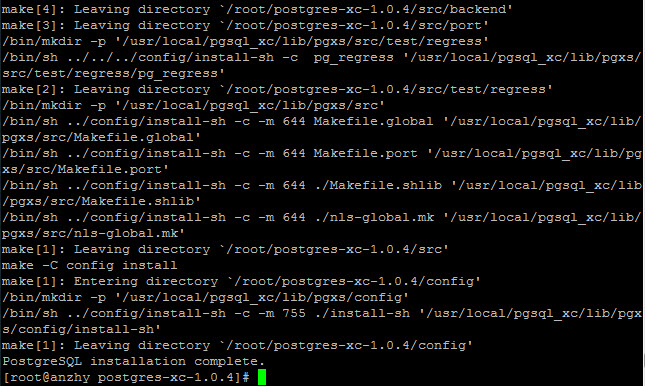 make[4]: Leaving directory `/root/postgres-xc-1.0.4/src/backend'
make[3]: Leaving directory `/root/postgres-xc-1.0.4/src/port'
/bin/mkdir -p '/usr/local/pgsql_xc/lib/pgxs/src/test/regress'
/bin/sh ../../../config/install-sh -c  pg_regress '/usr/local/pgsql_xc/lib/pgxs/
src/test/regress/pg_regress'
make[2]: Leaving directory `/root/postgres-xc-1.0.4/src/test/regress'
/bin/mkdir -p '/usr/local/pgsql_xc/lib/pgxs/src'
/bin/sh ../config/install-sh -c -m 644 Makefile.global '/usr/local/pgsql_xc/lib/
pgxs/src/Makefile.global'
/bin/sh ../config/install-sh -c -m 644 Makefile.port '/usr/local/pgsql_xc/lib/pg
xs/src/Makefile.port'
/bin/sh ../config/install-sh -c -m 644 ./Makefile.shlib '/usr/local/pgsql_xc/lib
/pgxs/src/Makefile.shlib'
/bin/sh ../config/install-sh -c -m 644 ./nls-global.mk '/usr/local/pgsql_xc/lib/
pgxs/src/nls-global.mk'
make[1]: Leaving directory `/root/postgres-xc-1.0.4/src'
make -C config install
make[1]: Entering directory `/root/postgres-xc-1.0.4/config'
/bin/mkdir -p '/usr/local/pgsql_xc/lib/pgxs/config'
/bin/sh ../config/install-sh -c -m 755 ./install-sh '/usr/local/pgsql_xc/lib/pgx
s/config/install-sh'
make[1]: Leaving directory `/root/postgres-xc-1.0.4/config'
PostgreSQL installation complete.
[root@anzhy postgres-xc-1.0.4]#